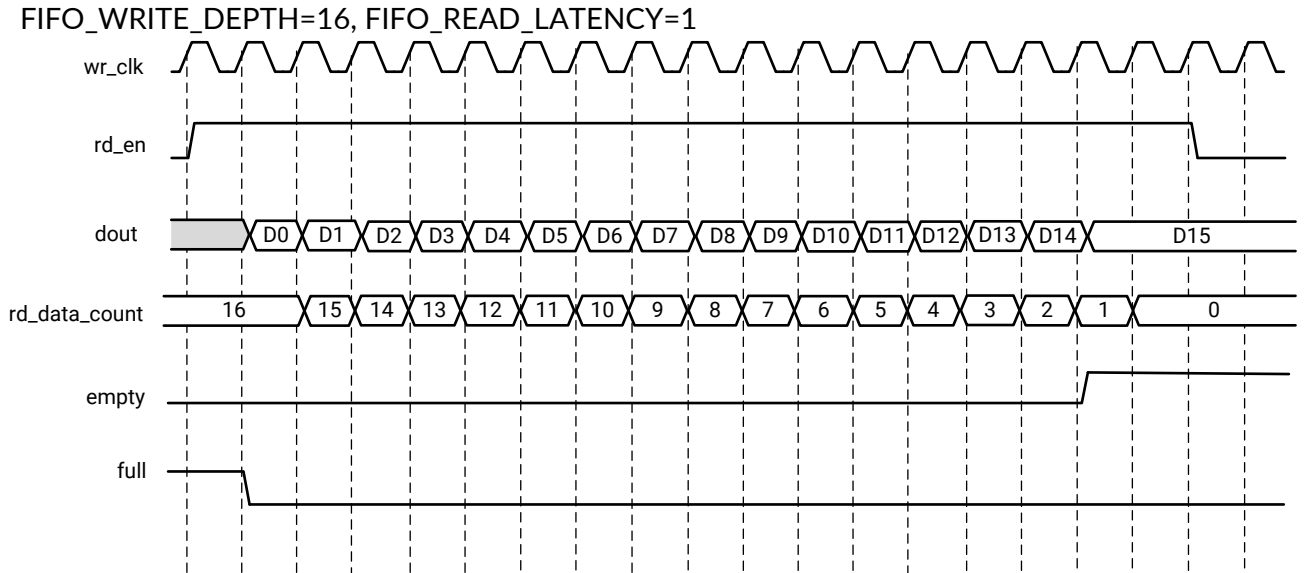 FIFO_WRITE_DEPTH=16, FIFO_READ_LATENCY=1
wr_clk
rd_en
dout D0 D1 D2 D3 D4 D5 D6 D7 D8 D9 D10 D11 D12 D13 D14 D15
rd_data_count 16 15 14 13 12 11 10 9 8 7 6 5 4 3 2 1 0
empty
full